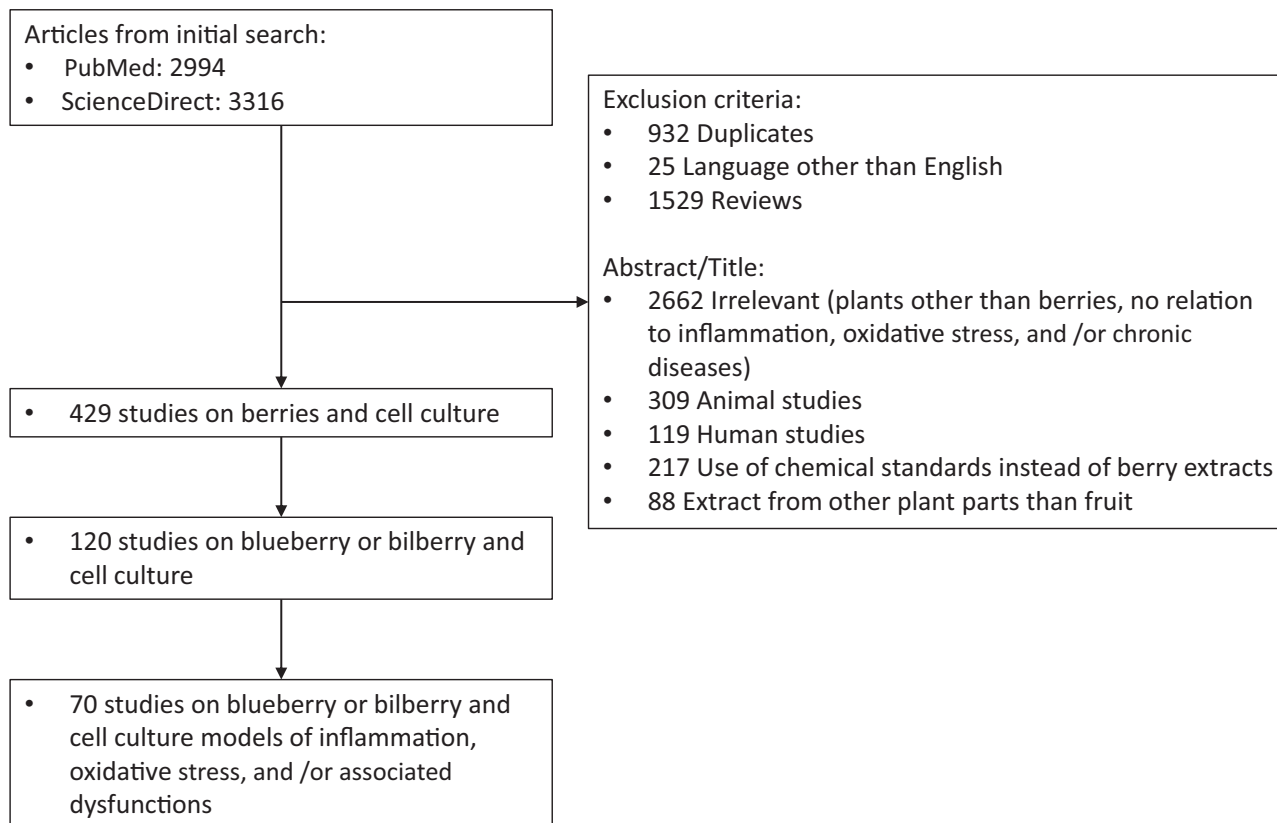 Articles from initial search:
• PubMed: 2994
• ScienceDirect: 3316
Exclusion criteria:
• 932 Duplicates
• 25 Language other than English
• 1529 Reviews
Abstract/Title:
• 2662 Irrelevant (plants other than berries, no relation
to inflammation, oxidative stress, and /or chronic
diseases)
• 309 Animal studies
• 119 Human studies
• 217 Use of chemical standards instead of berry extracts
• 88 Extract from other plant parts than fruit
• 429 studies on berries and cell culture
• 120 studies on blueberry or bilberry and
cell culture
• 70 studies on blueberry or bilberry and
cell culture models of inflammation,
oxidative stress, and /or associated
dysfunctions